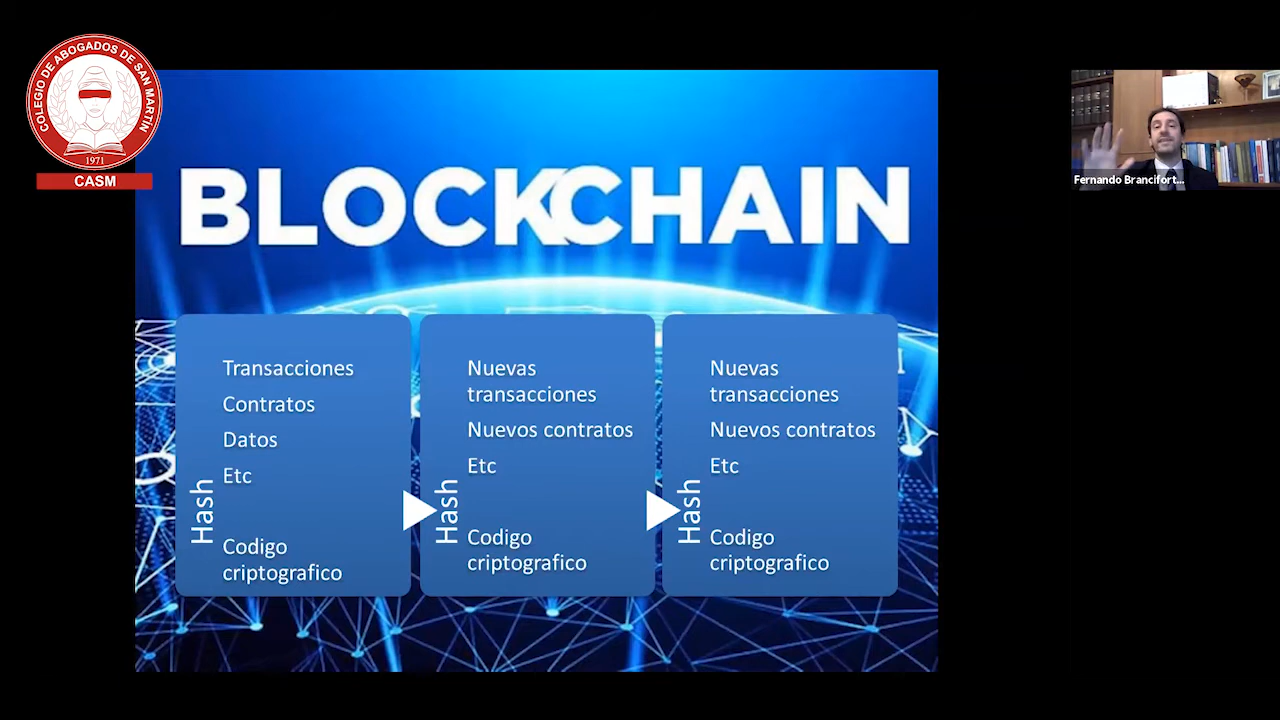 COLEGIO DE ABOGADOS DE SAN MARTÍN
1971
CASM
BLOCKCHAIN
Hash
Transacciones
Contratos
Datos
Etc
Codigo
criptografico
Hash
Nuevas
transacciones
Nuevos contratos
Etc
Codigo
criptografico
Hash
Nuevas
transacciones
Nuevos contratos
Etc
Codigo
criptografico
Fernando Brancifort...